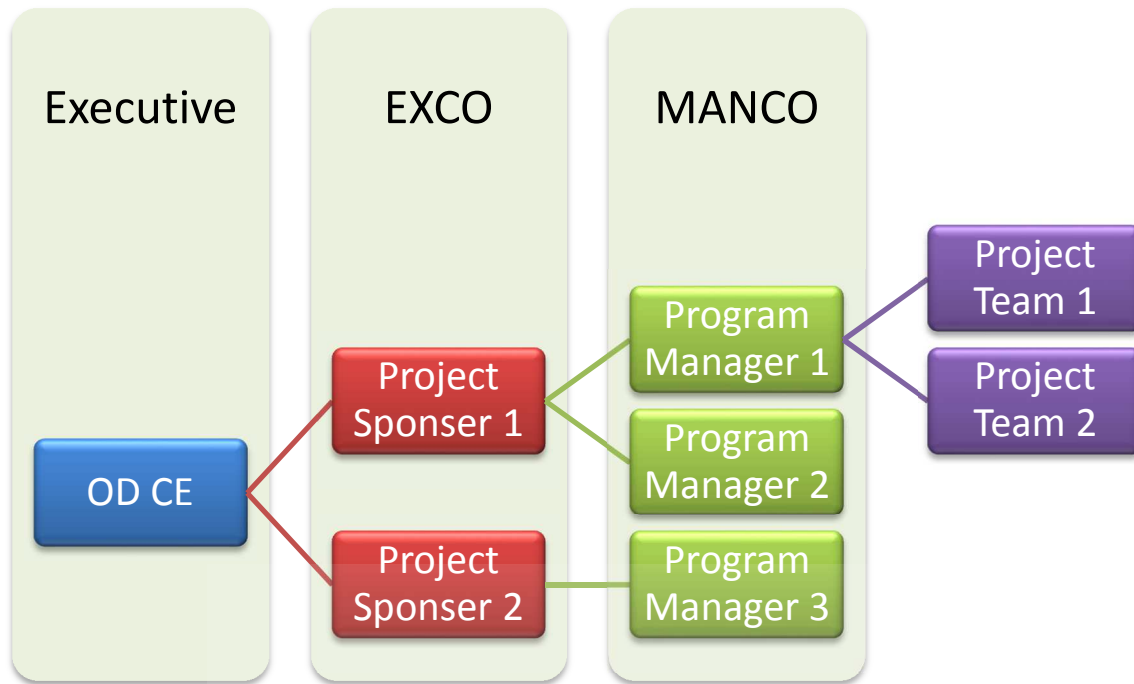 Executive
EXCO
MANCO
OD CE
Project
Sponser 1
Project
Sponser 2
Program
Manager 1
Program
Manager 2
Program
Manager 3
Project
Team 1
Project
Team 2